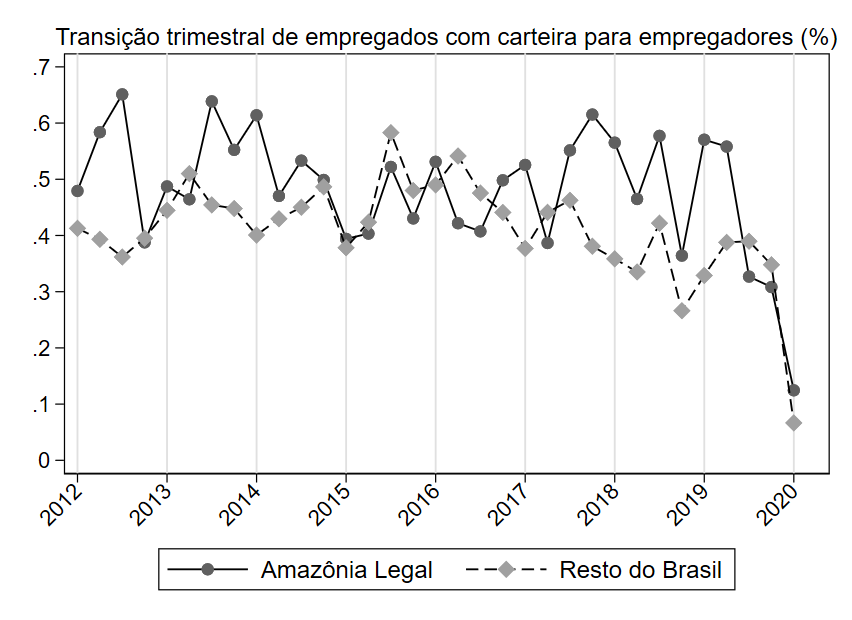 Transição trimestral de empregados com carteira para empregadores (%)
.7
.6
.5
.4
.3
.2
.1
0
2012 2013 2014 2015 2016 2017 2018 2019 2020
Amazônia Legal Resto do Brasil